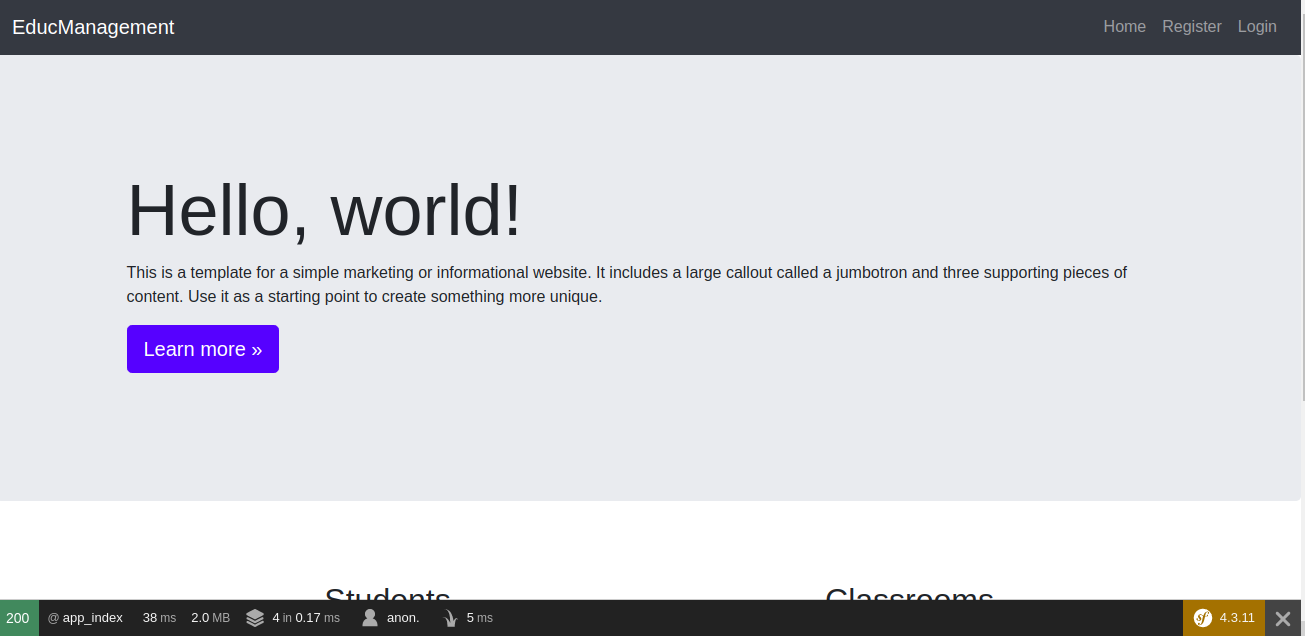 EducManagement Home Register Login
Hello, world!
This is a template for a simple marketing or informational website. It includes a large callout called a jumbotron and three supporting pieces of
content. Use it as a starting point to create something more unique.
Learn more »
Students Classrooms
200 @ app_index 38 ms 2.0 MB 4 in 0.17 ms anon. 5 ms sf 4.3.11